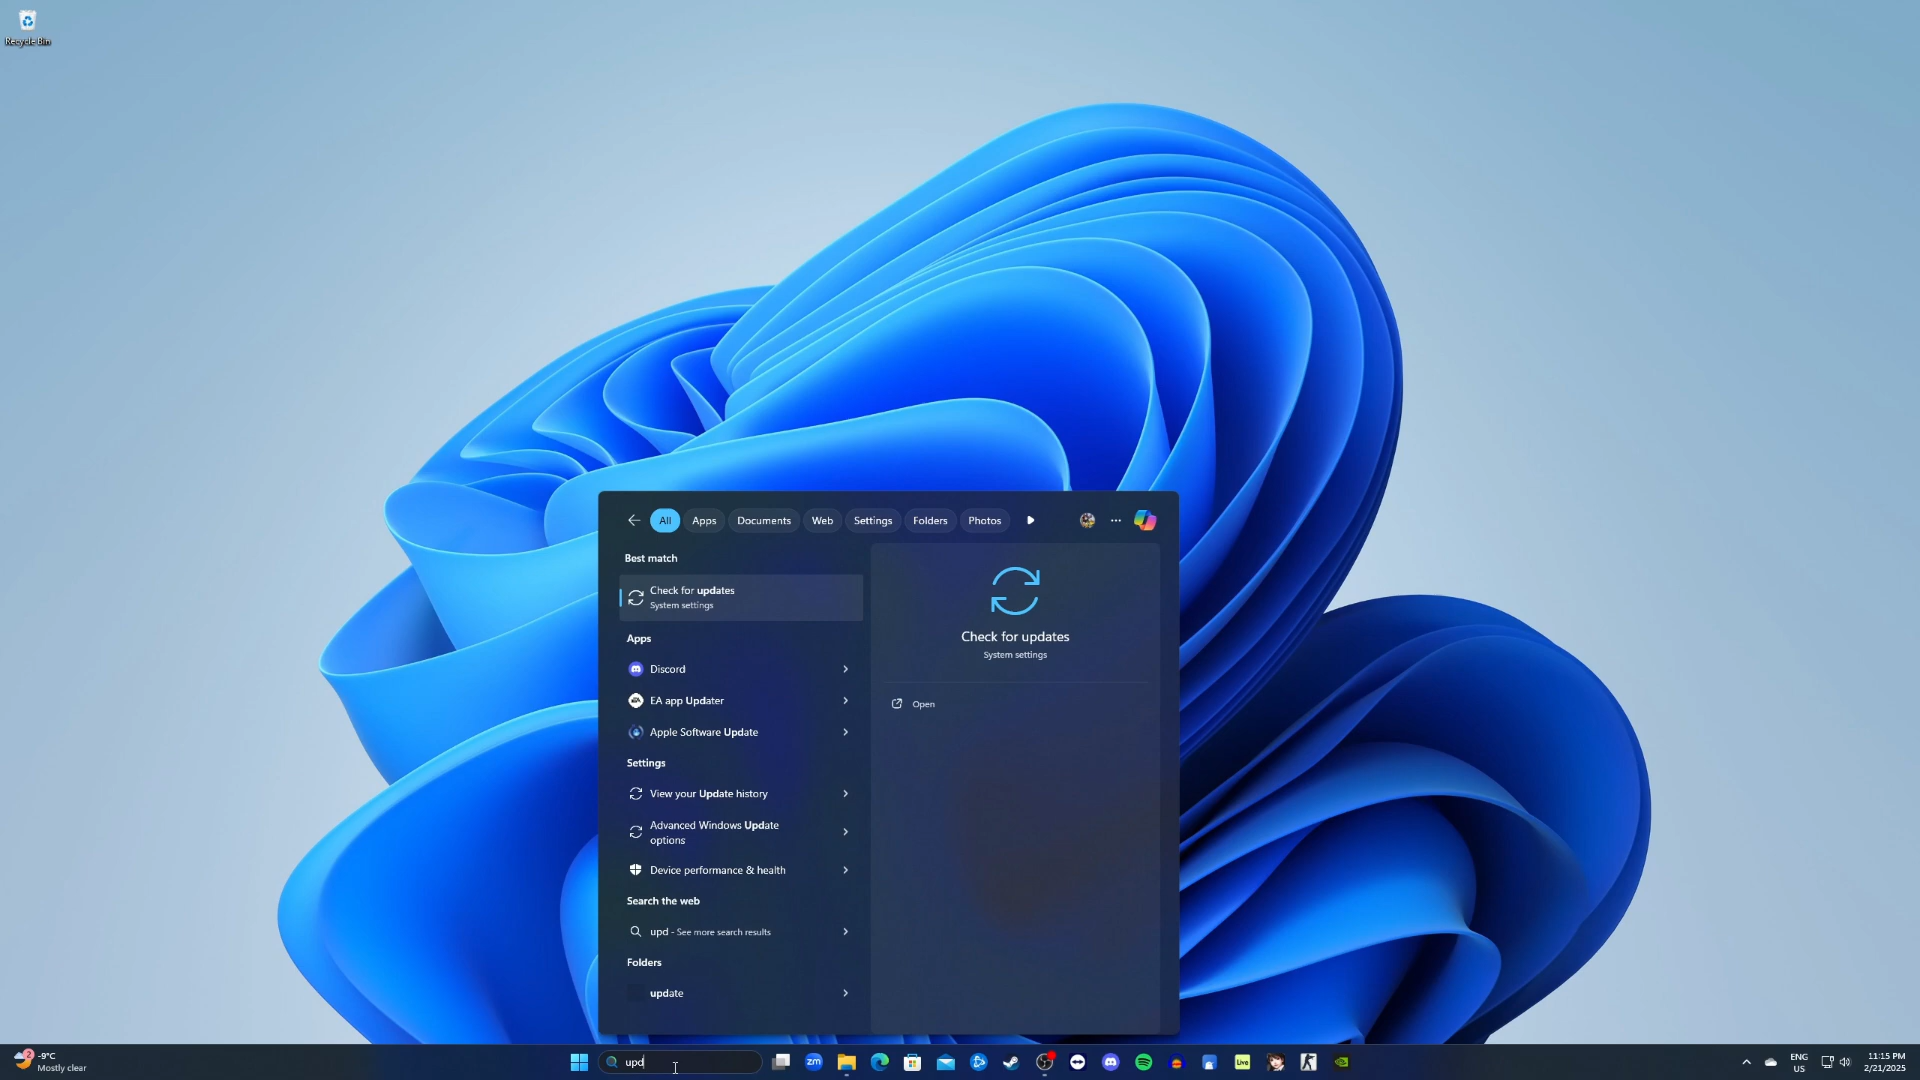 Recycle Bin
All Apps Documents Web Settings Folders Photos
Best match
Check for updates
System settings
Apps
Discord
EA app Updater
Apple Software Update
Settings
View your Update history
Advanced Windows Update
options
Device performance & health
Search the web
upd - See more search results
Folders
update
Check for updates
System settings
Open
2
-9°C
Mostly clear
upd
zm
Live
ENG
US
11:15 PM
2/21/2025